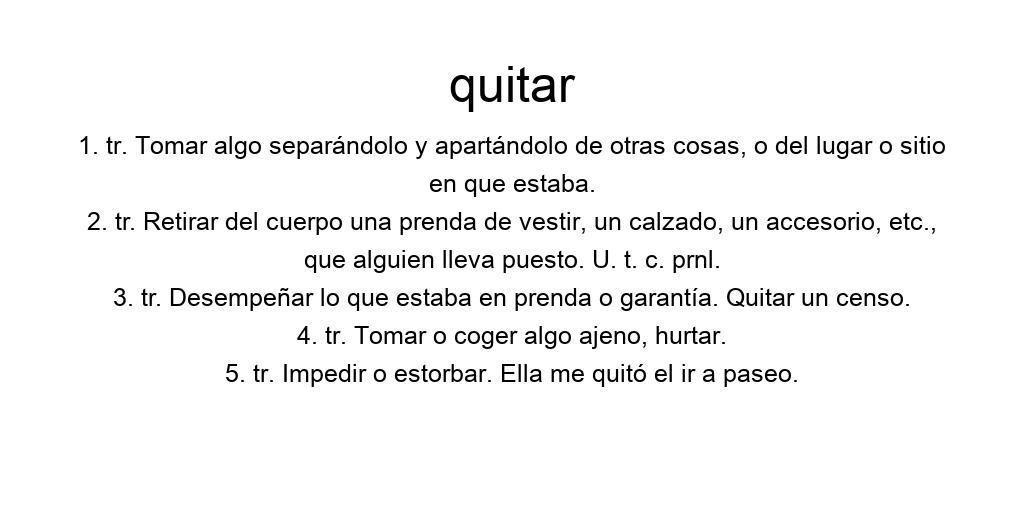 quitar
1. tr. Tomar algo separándolo y apartándolo de otras cosas, o del lugar o sitio
en que estaba.
2. tr. Retirar del cuerpo una prenda de vestir, un calzado, un accesorio, etc.,
que alguien lleva puesto. U. t. c. prnl.
3. tr. Desempeñar lo que estaba en prenda o garantía. Quitar un censo.
4. tr. Tomar o coger algo ajeno, hurtar.
5. tr. Impedir o estorbar. Ella me quitó el ir a paseo.